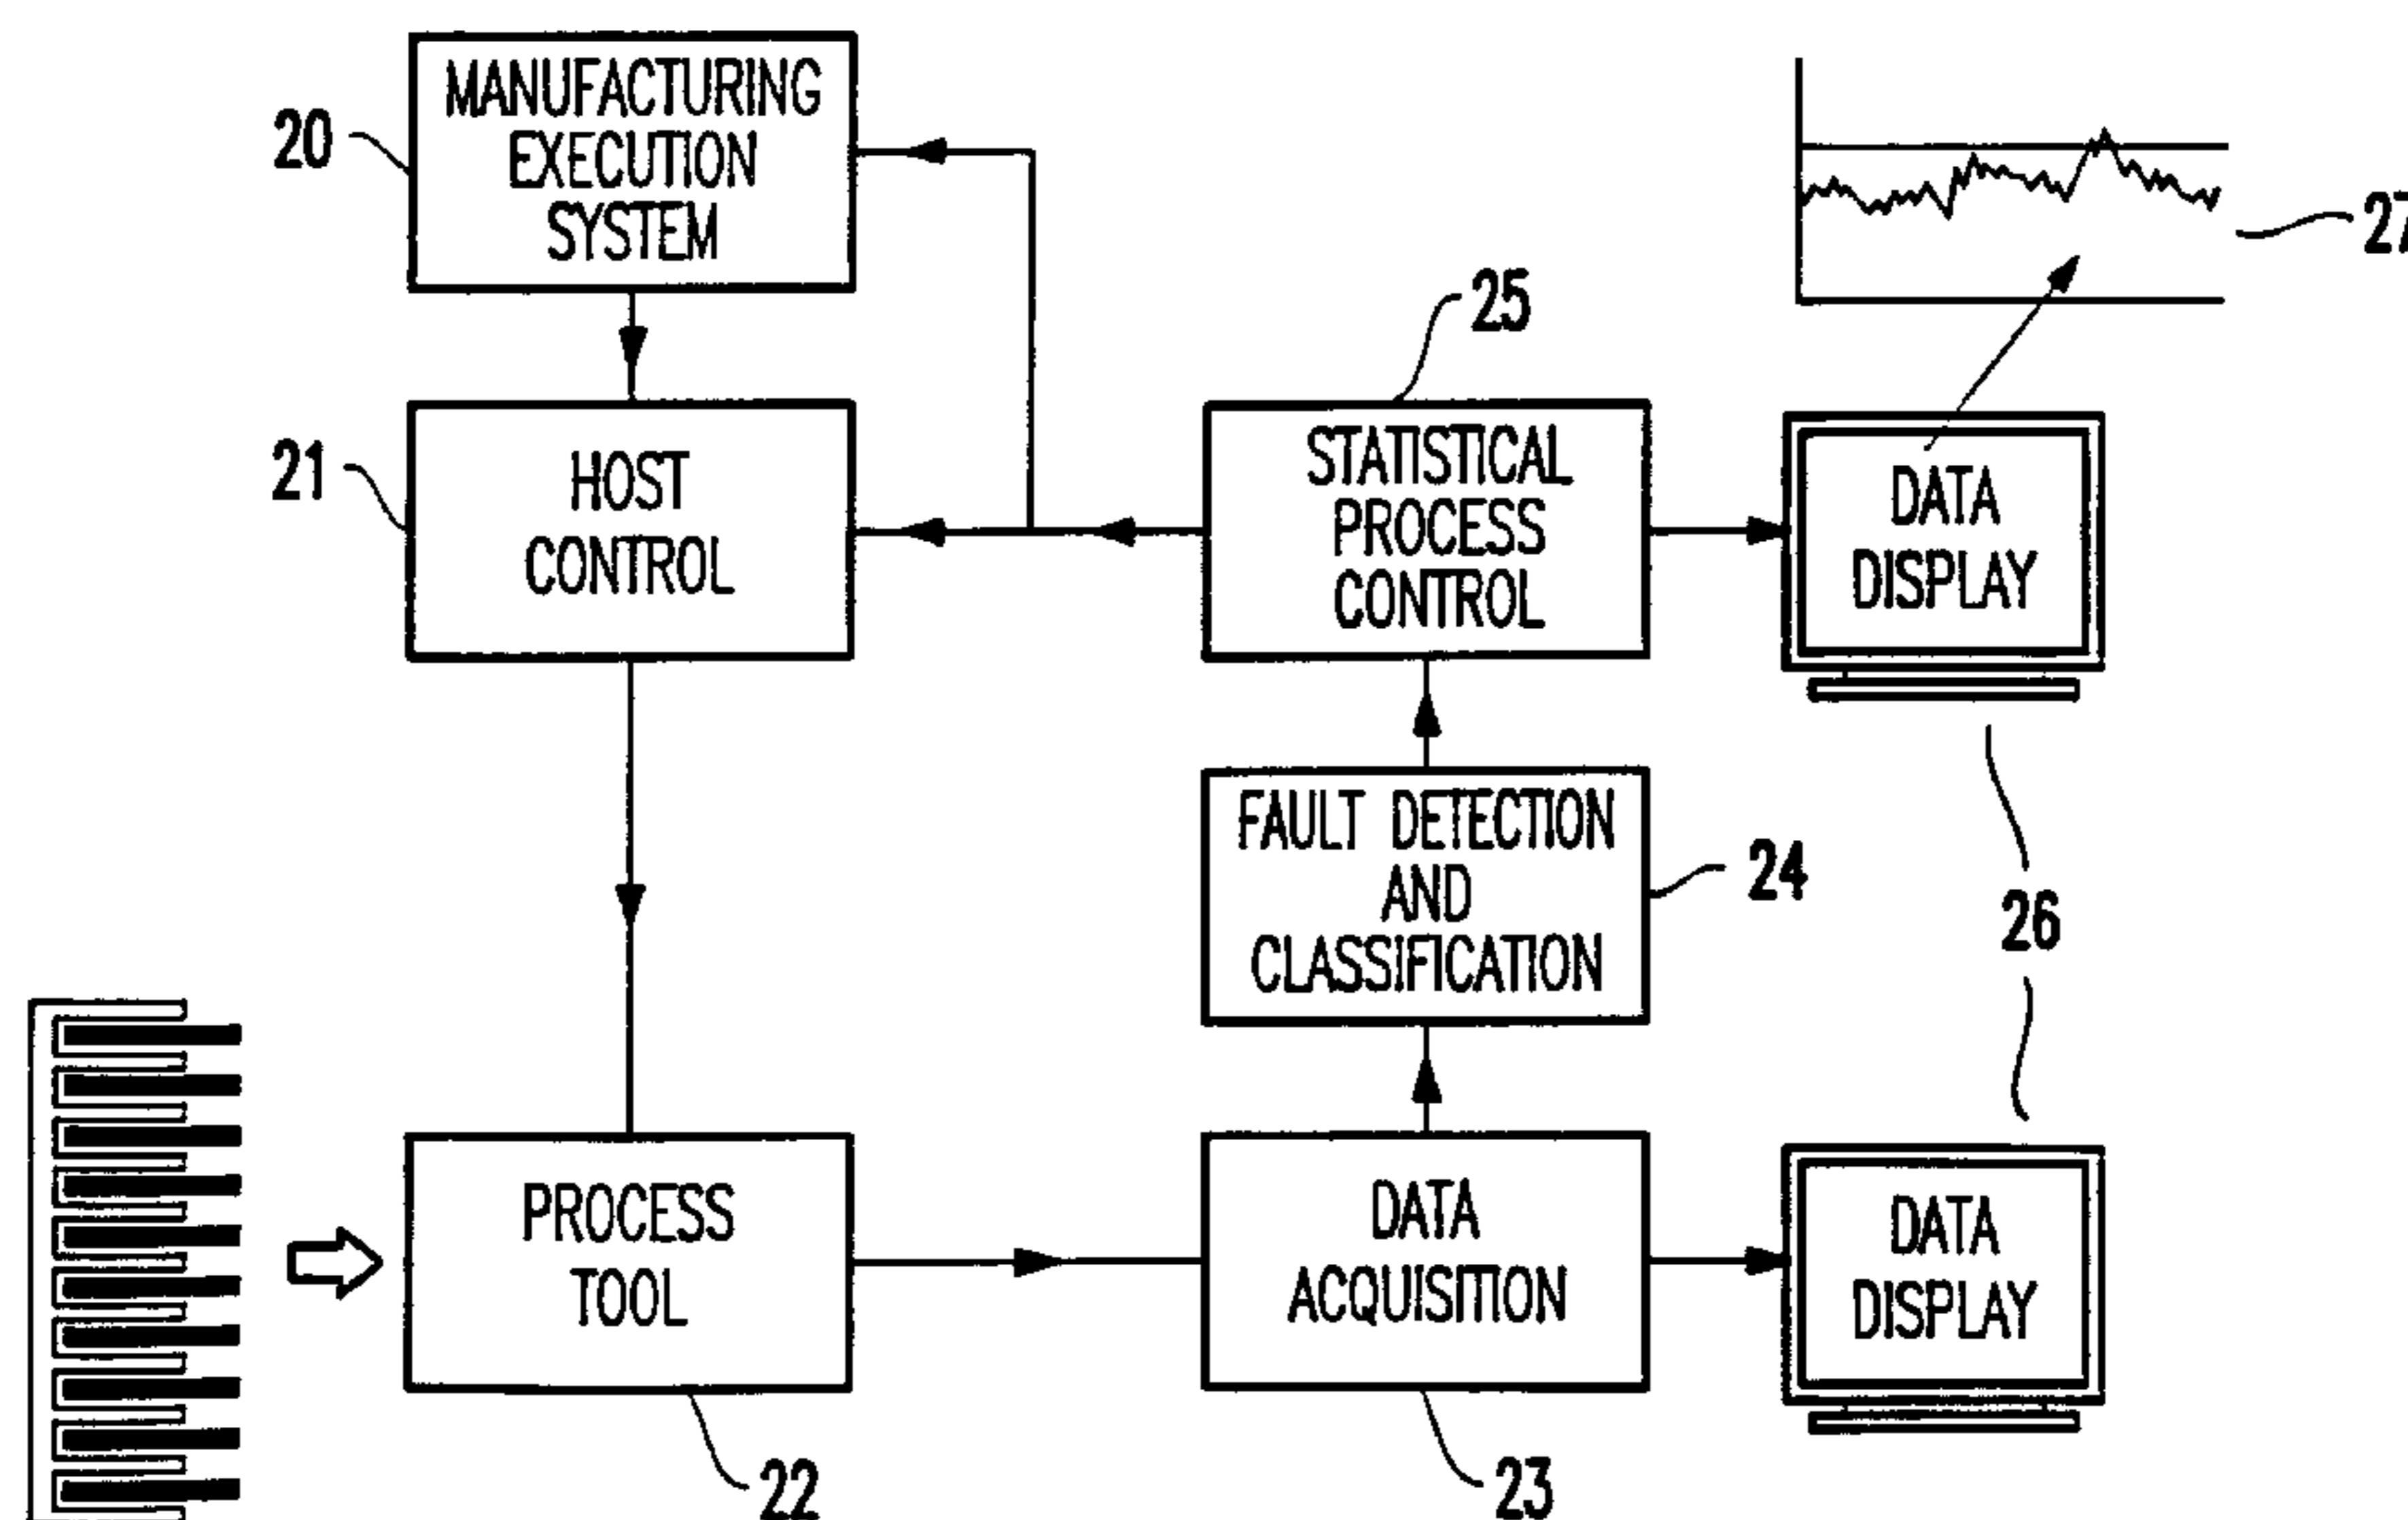 MANUFACTURING
EXECUTION
SYSTEM
20
27
25
HOST
CONTROL
21
STATISTICAL
PROCESS
CONTROL
DATA
DISPLAY
FAULT DETECTION
AND
CLASSIFICATION
24
26
PROCESS
TOOL
DATA
ACQUISITION
DATA
DISPLAY
22
23